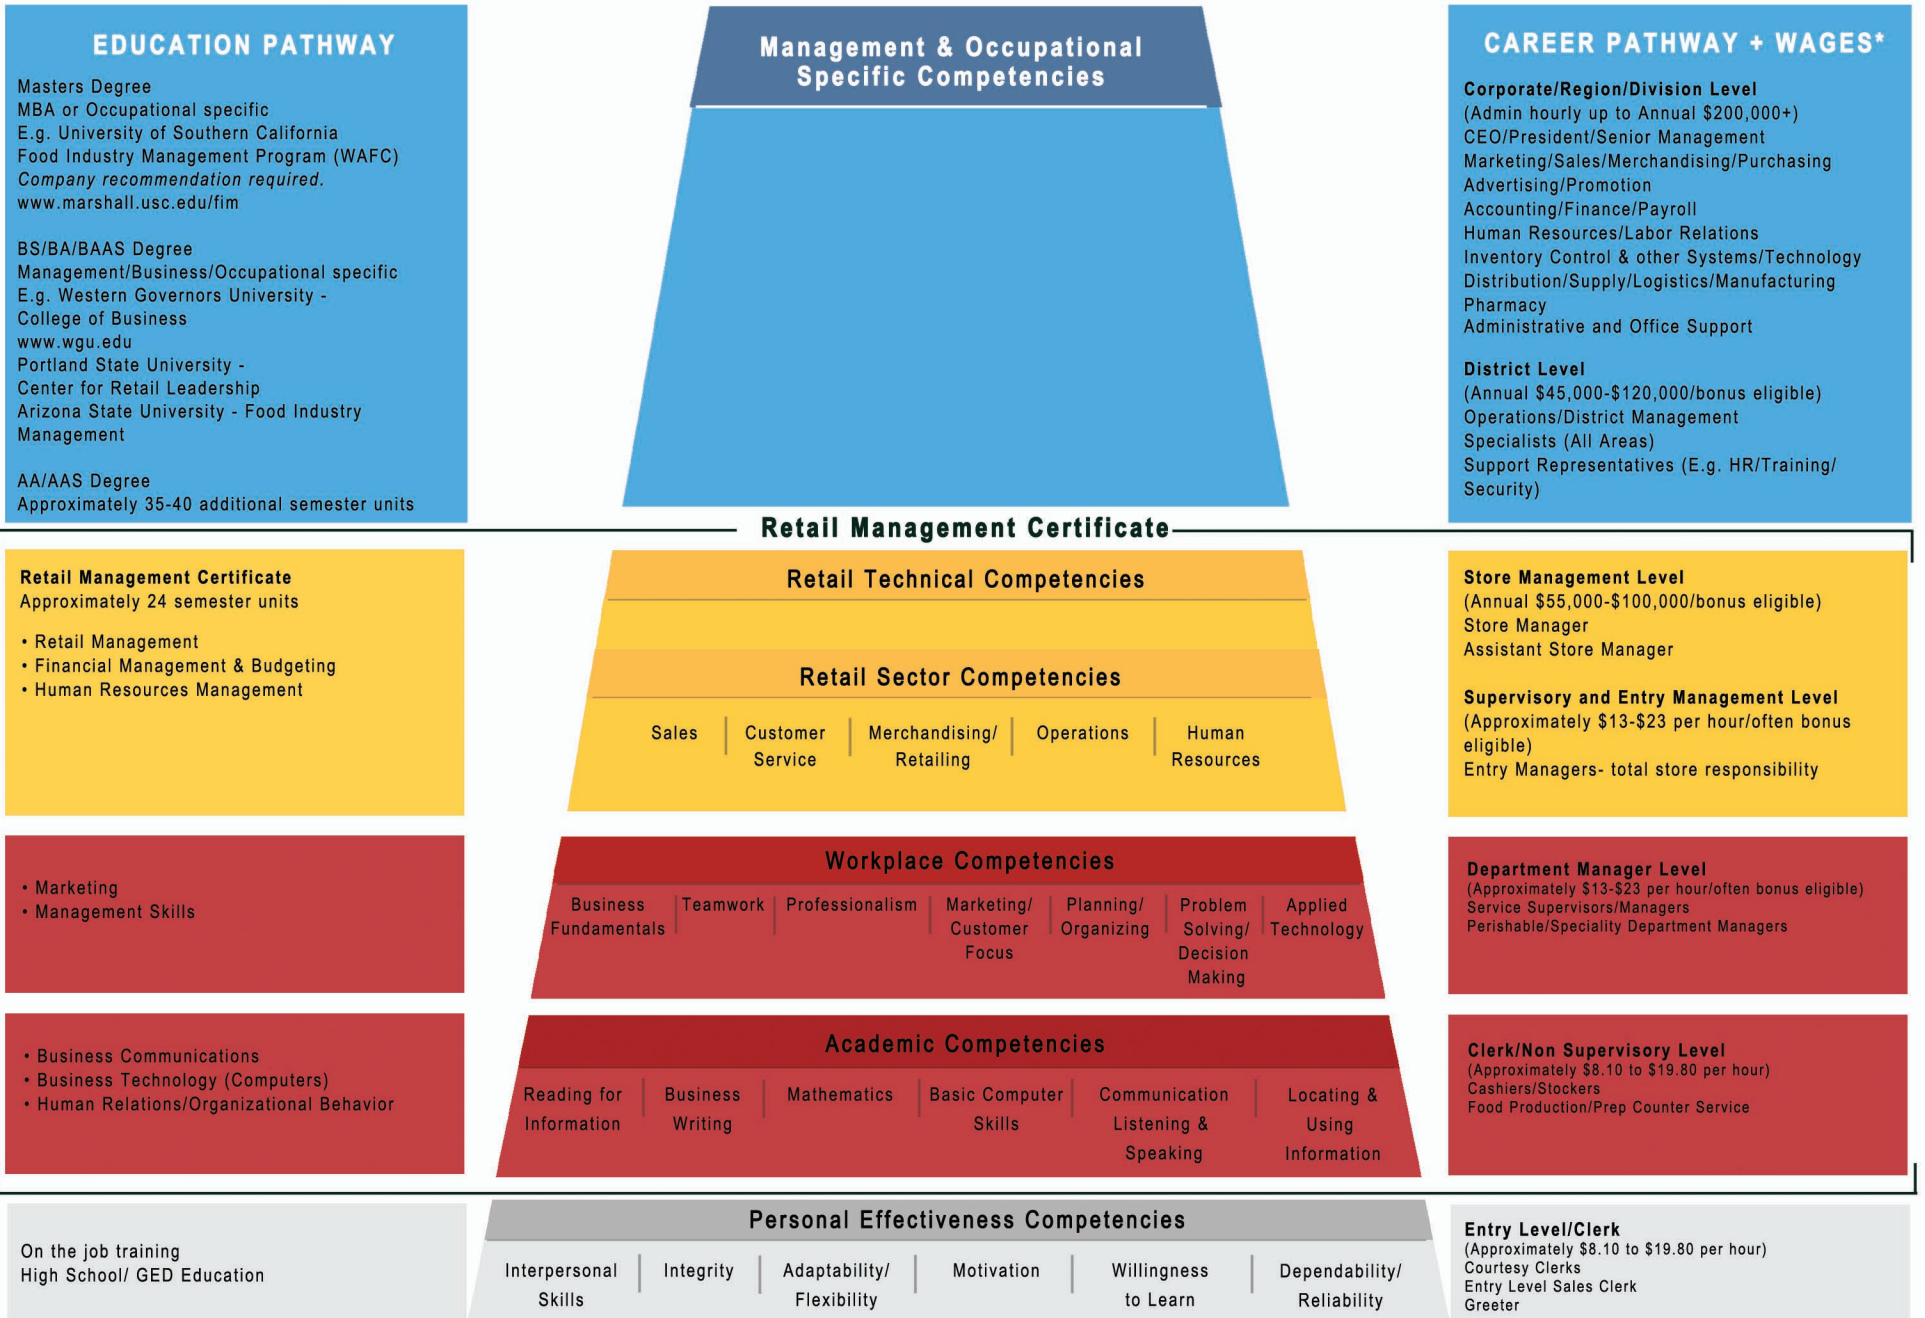 EDUCATION PATHWAY
Masters Degree
MBA or Occupational specific
E.g. University of Southern California
Food Industry Management Program (WAFC)
Company recommendation required.
www.marshall.usc.edu/fim
BS/BA/BAAS Degree
Management/Business/Occupational specific
E.g. Western Governors University -
College of Business
www.wgu.edu
Portland State University -
Center for Retail Leadership
Arizona State University - Food Industry
Management
AA/AAS Degree
Approximately 35-40 additional semester units
Management & Occupational
Specific Competencies
CAREER PATHWAY + WAGES*
Corporate/Region/Division Level
(Admin hourly up to Annual $200,000+)
CEO/President/Senior Management
Marketing/Sales/Merchandising/Purchasing
Advertising/Promotion
Accounting/Finance/Payroll
Human Resources/Labor Relations
Inventory Control & other Systems/Technology
Distribution/Supply/Logistics/Manufacturing
Pharmacy
Administrative and Office Support
District Level
(Annual $45,000-$120,000/bonus eligible)
Operations/District Management
Specialists (All Areas)
Support Representatives (E.g. HR/Training/
Security)
Retail Management Certificate
Retail Management Certificate
Approximately 24 semester units
• Retail Management
• Financial Management & Budgeting
• Human Resources Management
Retail Technical Competencies
Retail Sector Competencies
Sales
Customer
Service
Merchandising/
Retailing
Operations
Human
Resources
Store Management Level
(Annual $55,000-$100,000/bonus eligible)
Store Manager
Assistant Store Manager
Supervisory and Entry Management Level
(Approximately $13-$23 per hour/often bonus
eligible)
Entry Managers- total store responsibility
• Marketing
• Management Skills
Workplace Competencies
Business
Fundamentals
Teamwork
Professionalism
Marketing/
Customer
Focus
Planning/
Organizing
Problem
Solving/
Decision
Making
Applied
Technology
Department Manager Level
(Approximately $13-$23 per hour/often bonus eligible)
Service Supervisors/Managers
Perishable/Speciality Department Managers
• Business Communications
• Business Technology (Computers)
• Human Relations/Organizational Behavior
Academic Competencies
Reading for
Information
Business
Writing
Mathematics
Basic Computer
Skills
Communication
Listening &
Speaking
Locating &
Using
Information
Clerk/Non Supervisory Level
(Approximately $8.10 to $19.80 per hour)
Cashiers/Stockers
Food Production/Prep Counter Service
On the job training
High School/ GED Education
Personal Effectiveness Competencies
Interpersonal
Skills
Integrity
Adaptability/
Flexibility
Motivation
Willingness
to Learn
Dependability/
Reliability
Entry Level/Clerk
(Approximately $8.10 to $19.80 per hour)
Courtesy Clerks
Entry Level Sales Clerk
Greeter